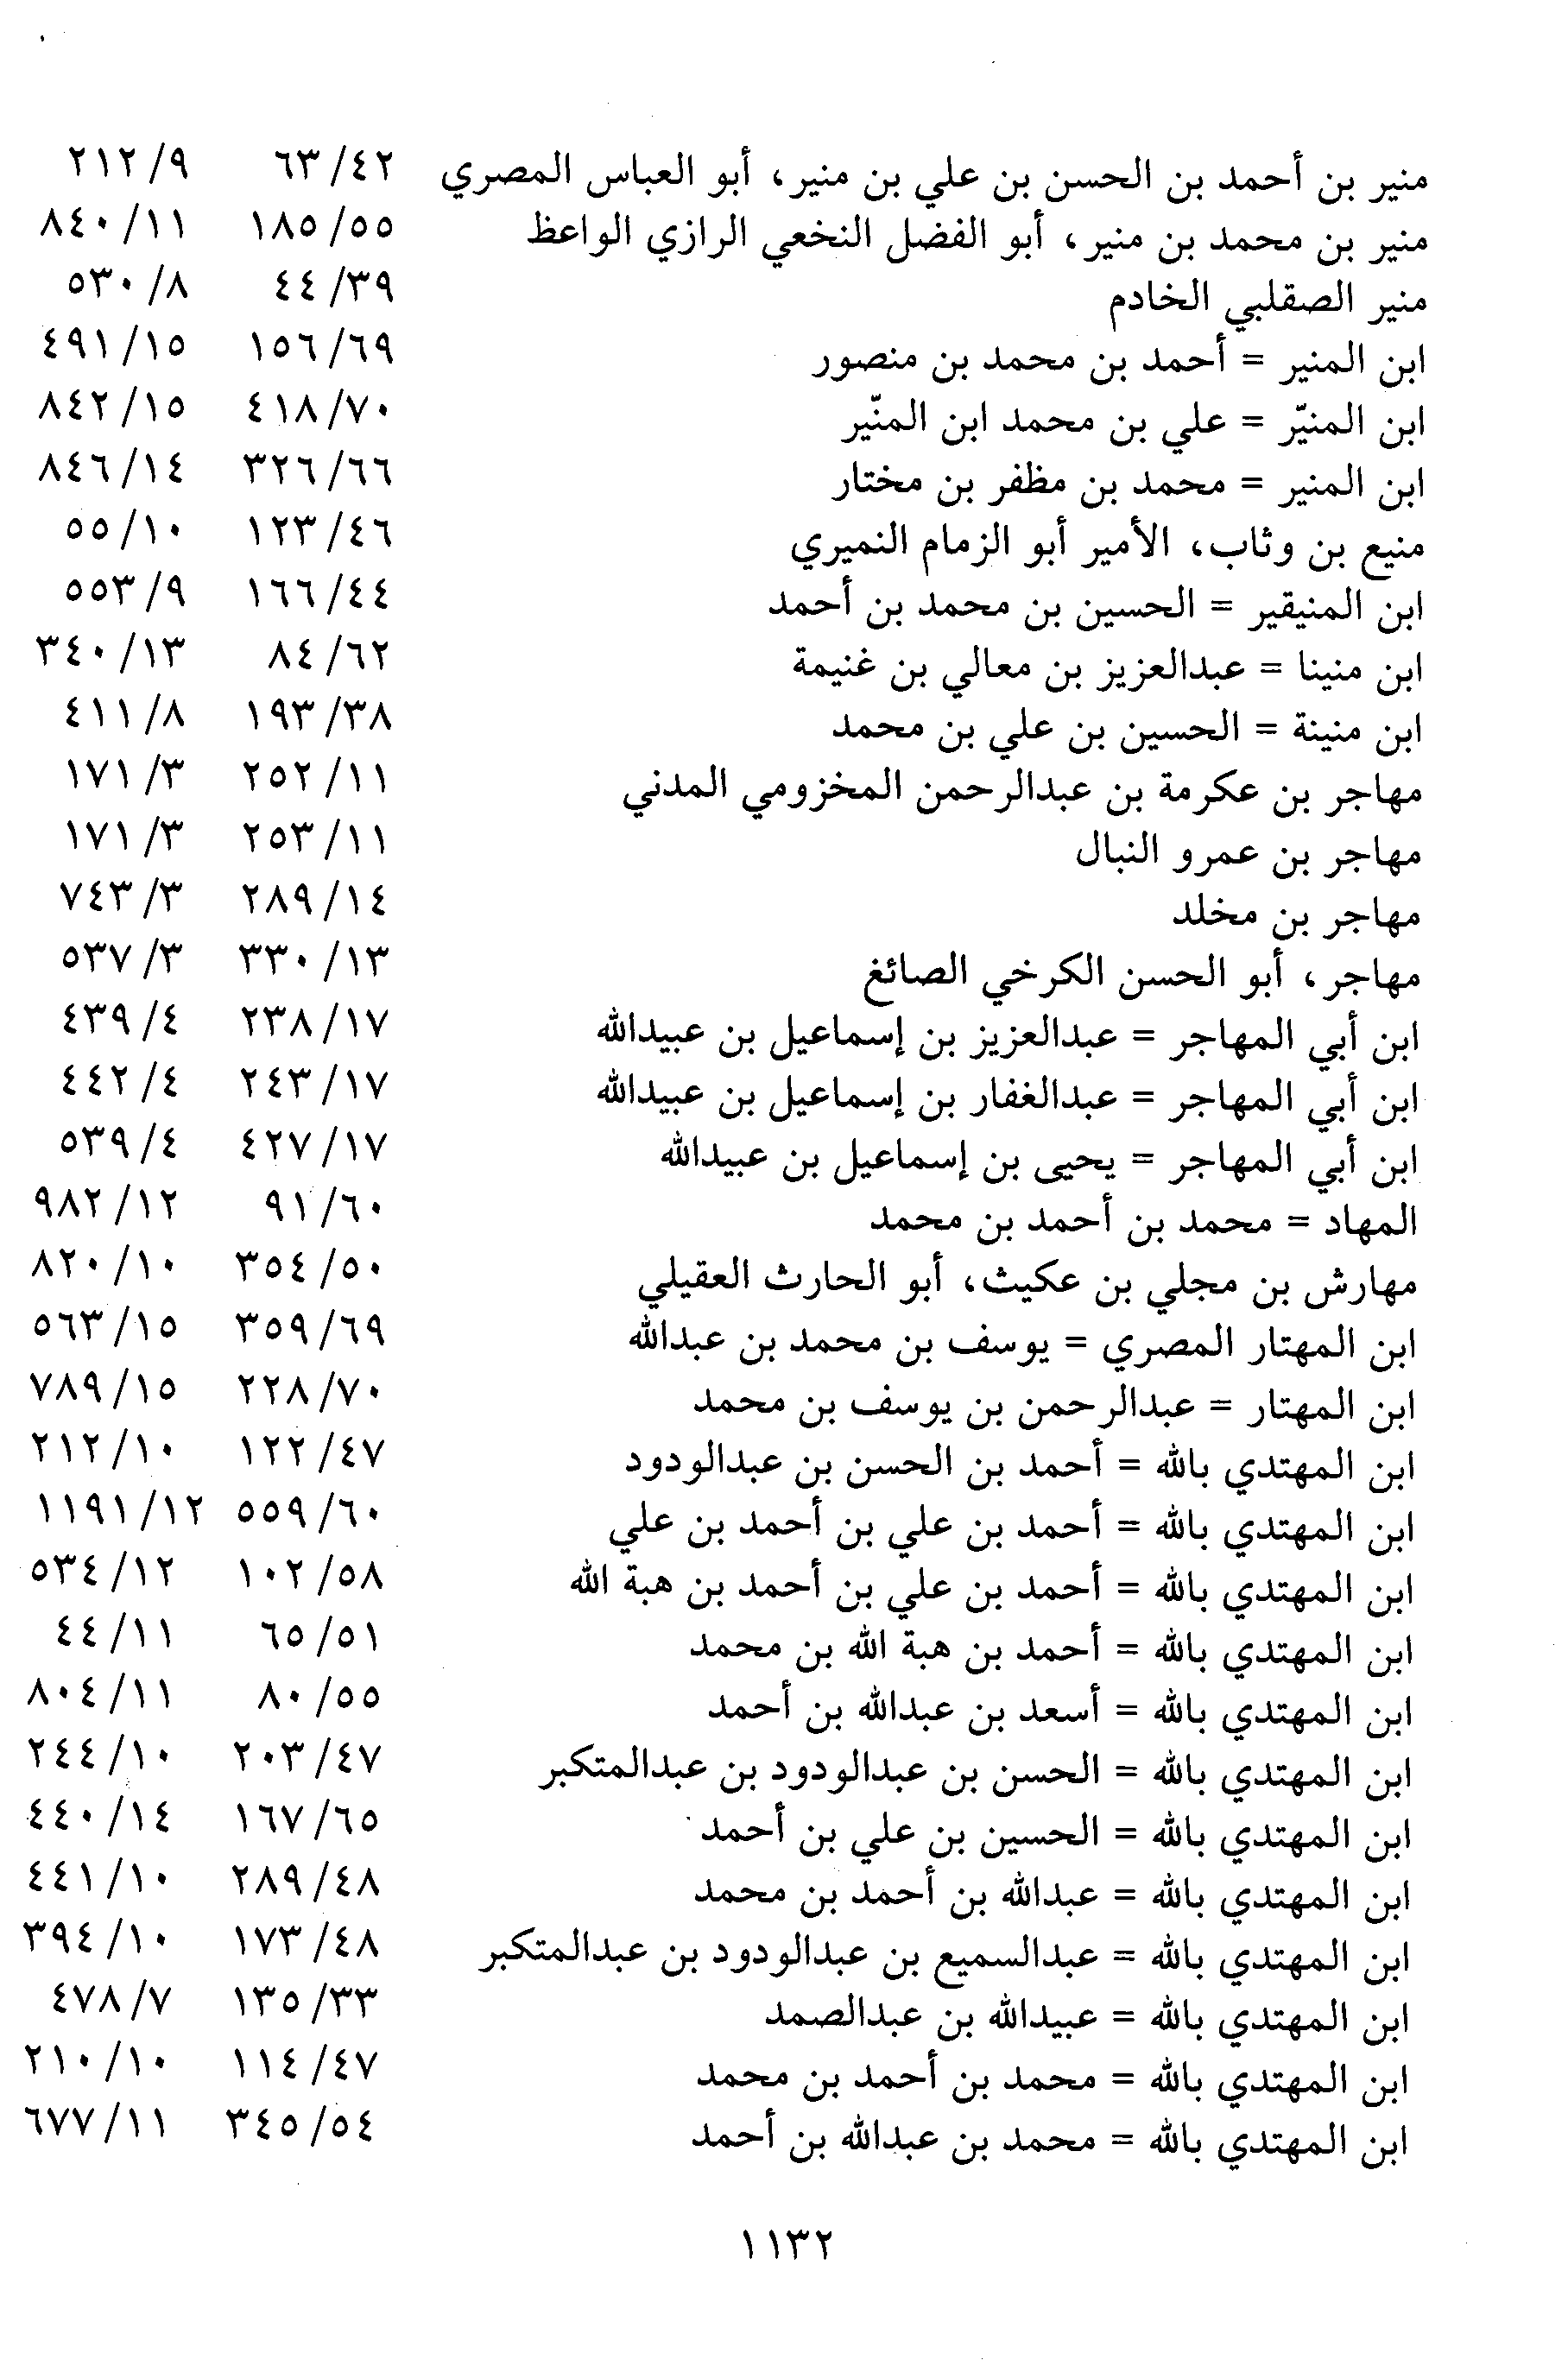 منير بن أحمد بن الحسن بن علي بن منير، أبو العباس المصري ٦٣/٤٢ ٢١٢/٩
منير بن محمد بن منير، أبو الفضل النخعي الرازي الواعظ ١٨٥/٥٥ ٨٤٠/١١
منير الصقلبي الخادم ٤٤/٣٩ ٥٣٠/٨
ابن المنير = أحمد بن محمد بن منصور ١٥٦/٦٩ ٤٩١/١٥
ابن المنيّر = علي بن محمد ابن المنّير ٤١٨/٧٠ ٨٤٢/١٥
ابن المنير = محمد بن مظفر بن مختار ٣٢٦/٦٦ ٨٤٦/١٤
منيع بن وثاب، الأمير أبو الزمام النميري ١٢٣/٤٦ ٥٥/١٠
ابن المنيقير = الحسين بن محمد بن أحمد ١٦٦/٤٤ ٥٥٣/٩
ابن منينا = عبدالعزيز بن معالي بن غنيمة ٨٤/٦٢ ٣٤٠/١٣
ابن منينة = الحسين بن علي بن محمد ١٩٣/٣٨ ٤١١/٨
مهاجر بن عكرمة بن عبدالرحمن المخزومي المدني ٢٥٢/١١ ١٧١/٣
مهاجر بن عمرو النبال ٢٥٣/١١ ١٧١/٣
مهاجر بن مخلد ٢٨٩/١٤ ٧٤٣/٣
مهاجر، أبو الحسن الكرخي الصائغ ٣٣٠/١٣ ٥٣٧/٣
ابن أبي المهاجر = عبدالعزيز بن إسماعيل بن عبيدالله ٢٣٨/١٧ ٤٣٩/٤
ابن أبي المهاجر = عبدالغفار بن إسماعيل بن عبيدالله ٢٤٣/١٧ ٤٤٢/٤
ابن أبي المهاجر = يحيى بن إسماعيل بن عبيدالله ٤٢٧/١٧ ٥٣٩/٤
المهاد = محمد بن أحمد بن محمد ٩١/٦٠ ٩٨٢/١٢
مهارش بن مجلي بن عكيث، أبو الحارث العقيلي ٣٥٤/٥٠ ٨٢٠/١٠
ابن المهتار المصري = يوسف بن محمد بن عبدالله ٣٥٩/٦٩ ٥٦٣/١٥
ابن المهتار = عبدالرحمن بن يوسف بن محمد ٢٢٨/٧٠ ٧٨٩/١٥
ابن المهتدي بالله = أحمد بن الحسن بن عبدالودود ١٢٢/٤٧ ٢١٢/١٠
ابن المهتدي بالله = أحمد بن علي بن أحمد بن علي ٥٥٩/٦٠ ١١٩١/١٢
ابن المهتدي بالله = أحمد بن علي بن أحمد بن هبة الله ١٠٢/٥٨ ٥٣٤/١٢
ابن المهتدي بالله = أحمد بن هبة الله بن محمد ٦٥/٥١ ٤٤/١١
ابن المهتدي بالله = أسعد بن عبدالله بن أحمد ٨٠/٥٥ ٨٠٤/١١
ابن المهتدي بالله = الحسن بن عبدالودود بن عبدالمتكبر ٢٠٣/٤٧ ٢٤٤/١٠
ابن المهتدي بالله = الحسين بن علي بن أحمد ١٦٧/٦٥ ٤٤٠/١٤
ابن المهتدي بالله = عبدالله بن أحمد بن محمد ٢٨٩/٤٨ ٤٤١/١٠
ابن المهتدي بالله = عبدالسميع بن عبدالودود بن عبدالمتكبر ١٧٣/٤٨ ٣٩٤/١٠
ابن المهتدي بالله = عبيدالله بن عبدالصمد ١٣٥/٣٣ ٤٧٨/٧
ابن المهتدي بالله = محمد بن أحمد بن محمد ١١٤/٤٧ ٢١٠/١٠
ابن المهتدي بالله = محمد بن عبدالله بن أحمد ٣٤٥/٥٤ ٦٧٧/١١
١١٣٢